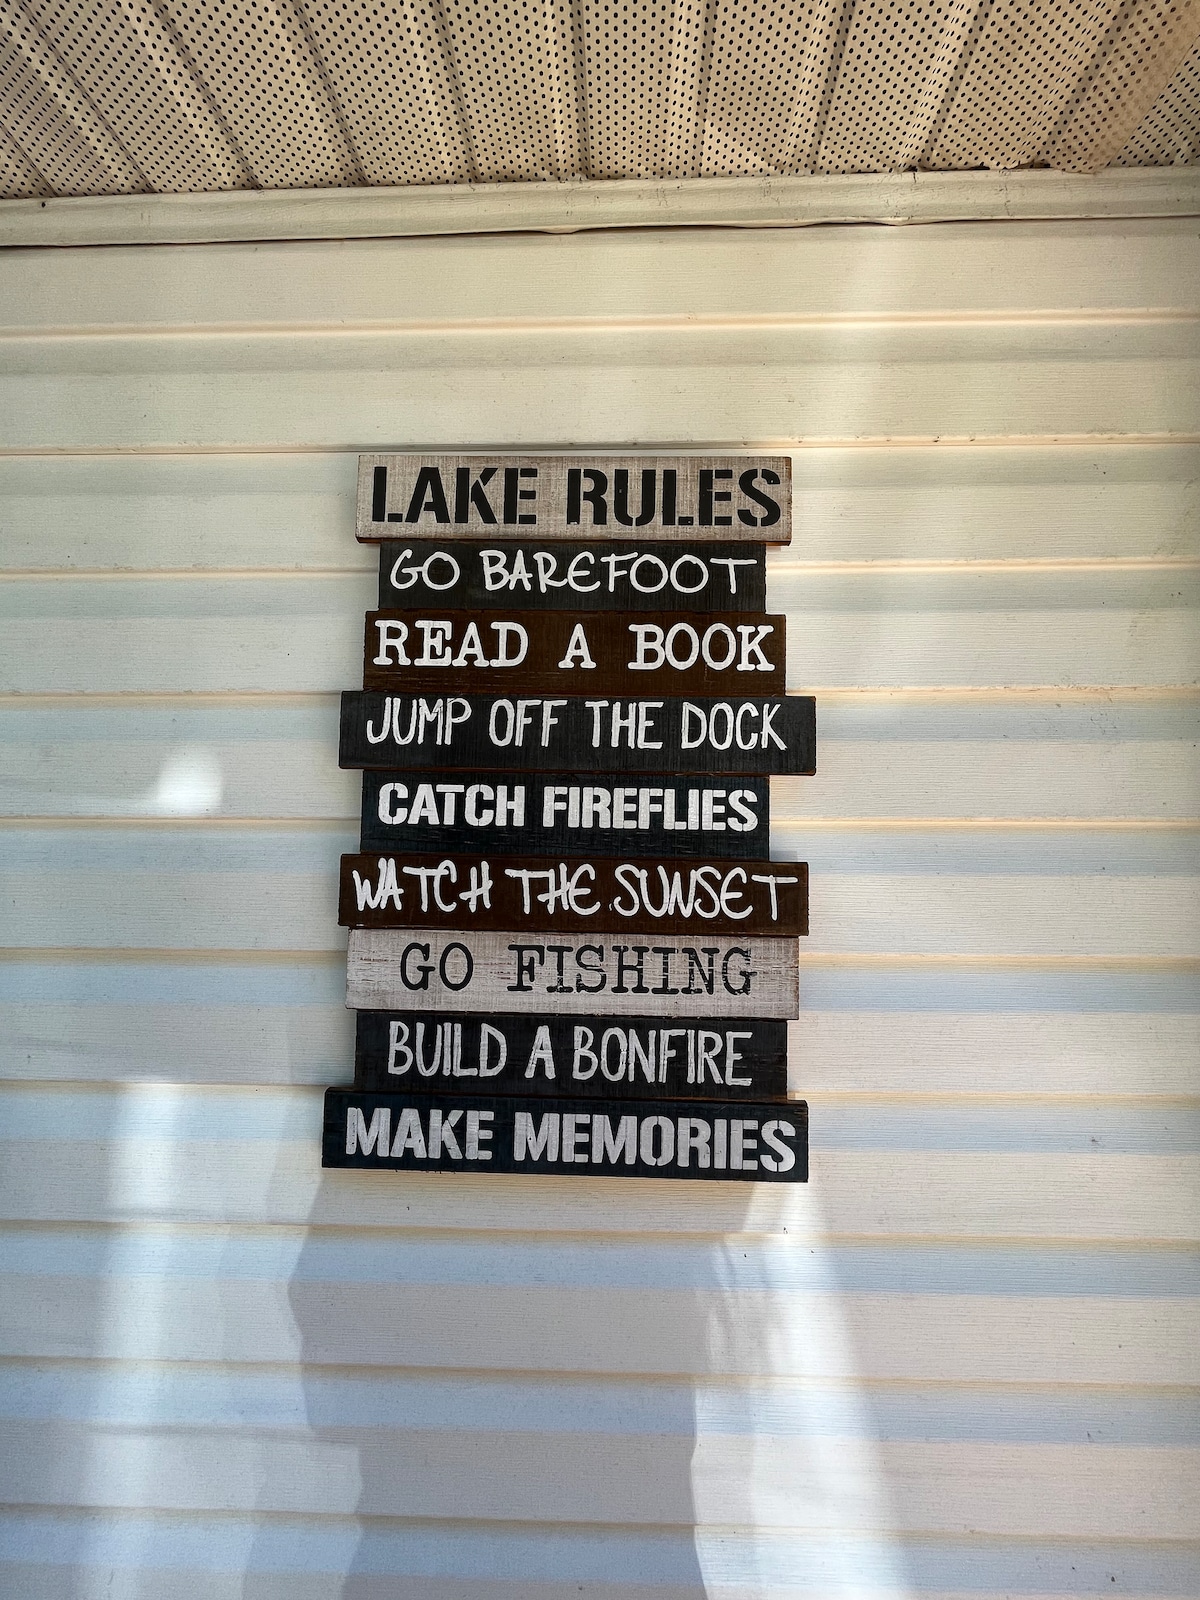 LAKE RULES
GO BAREFOOT
READ A BOOK
JUMP OFF THE DOCK
CATCH FIREFLIES
WATCH THE SUNSET
GO FISHING
BUILD A BONFIRE
MAKE MEMORIES